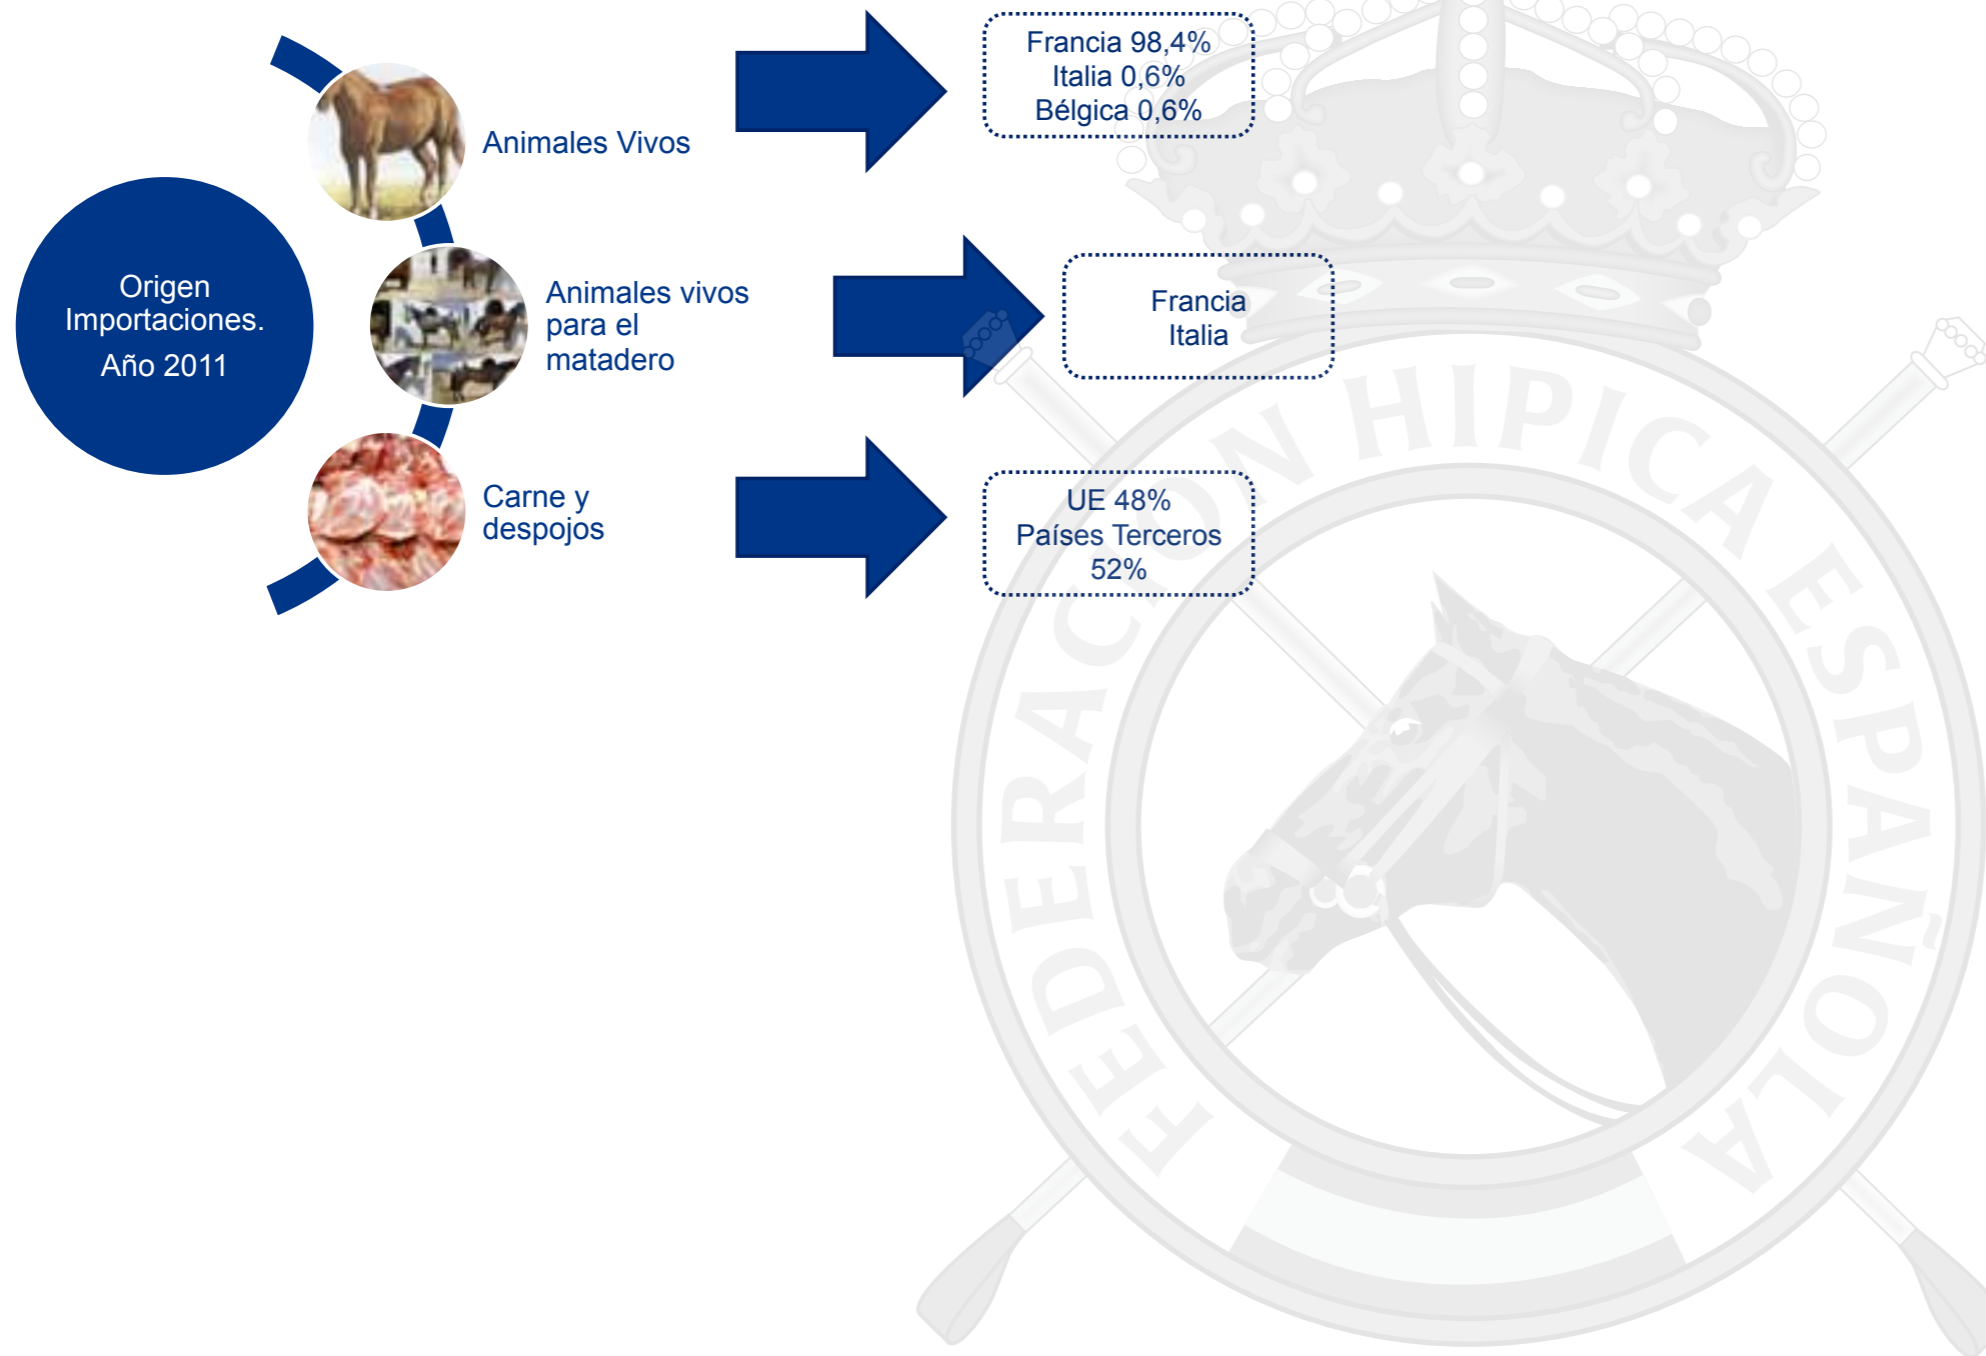 Origen
Importaciones.
Año 2011
Animales Vivos
Francia 98,4%
Italia 0,6%
Bélgica 0,6%
Animales vivos
para el
matadero
Francia
Italia
Carne y
despojos
UE 48%
Países Terceros
52%
FEDERACION HIPICA ESPAÑOLA